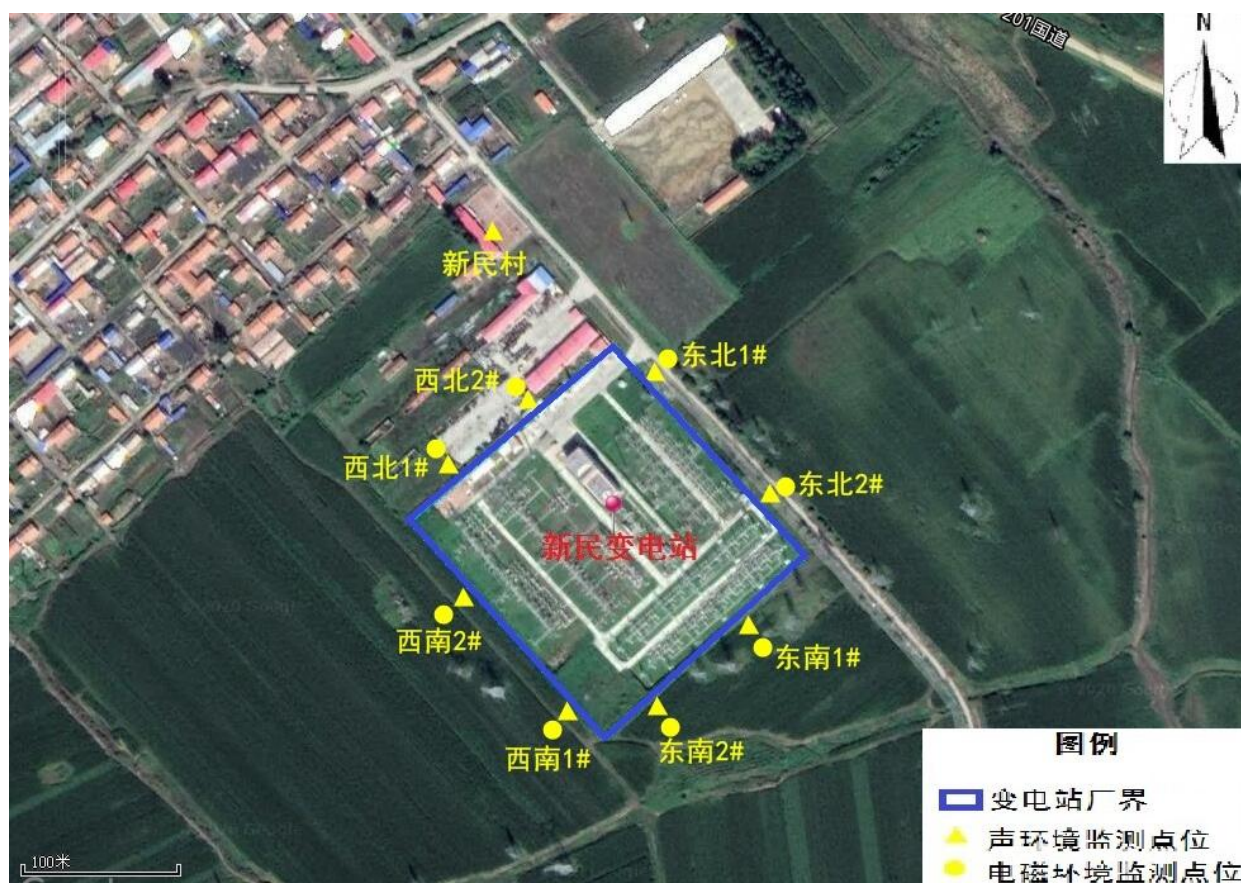 201国道
N
新民村
东北1#
西北2#
西北1#
东北2#
新民变电站
西南2#
东南1#
西南1#
东南2#
图例
变电站厂界
声环境监测点位
电磁环境监测点位
100米